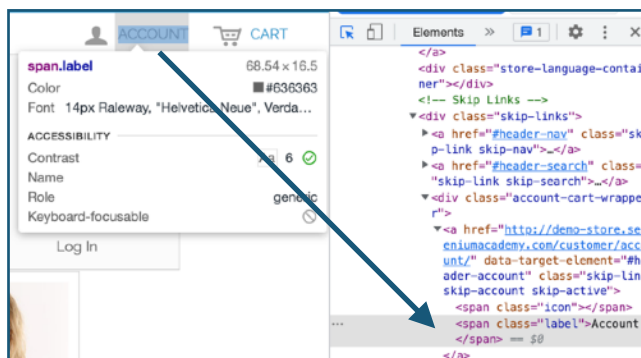 ACCOUNT CART
span.label 68.54 × 16.5
Color #636363
Font 14px Raleway, "Helvetica Neue", Verda…
ACCESSIBILITY
Contrast Aa 6
Name
Role generic
Keyboard-focusable
Log In
Elements » 1
</a>
<div class="store-language-contai
ner"></div>
<!-- Skip Links -->
<div class="skip-links">
<a href="#header-nav" class="sk
p-link skip-nav">…</a>
<a href="#header-search" class=
"skip-link skip-search">…</a>
<div class="account-cart-wrappe
r">
<a href="http://demo-store.se
eniumacademy.com/customer/acc
unt/" data-target-element="#h
ader-account" class="skip-lin
skip-account skip-active">
<span class="icon"></span>
<span class="label">Account
</span> == $0
</a>